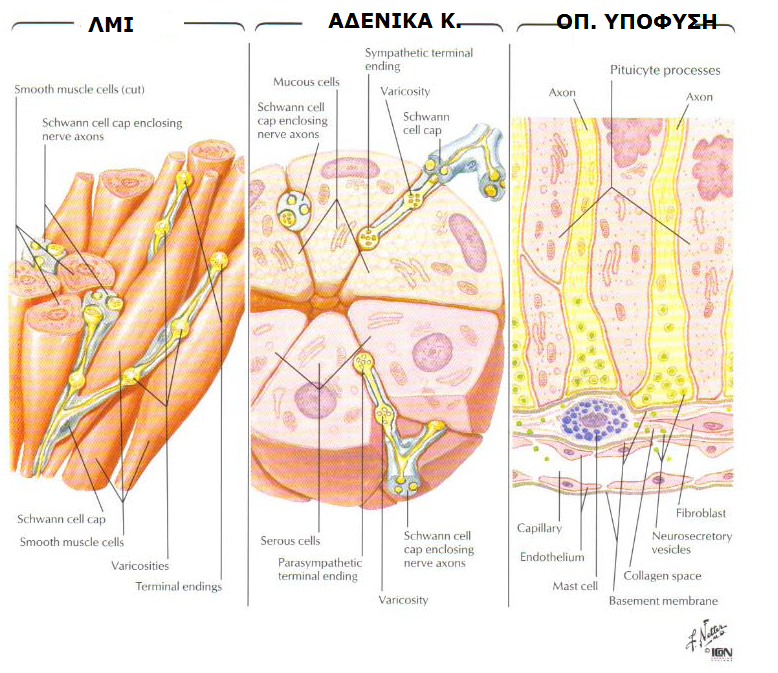 ΛΜΙ
ΑΔΕΝΙΚΑ Κ.
ΟΠ. ΥΠΟΦΥΣΗ
Smooth muscle cells (cut)
Schwann cell cap enclosing
nerve axons
Schwann cell cap
Smooth muscle cells
Varicosities
Terminal endings
Sympathetic terminal
ending
Mucous cells
Varicosity
Schwann cell
cap enclosing
nerve axons
Schwann
cell cap
Serous cells
Parasympathetic
terminal ending
Varicosity
Schwann cell
cap enclosing
nerve axons
Pituicyte processes
Axon
Axon
Capillary
Endothelium
Mast cell
Fibroblast
Neurosecretory
vesicles
Collagen space
Basement membrane
F. Netter
M.D.
©ICON